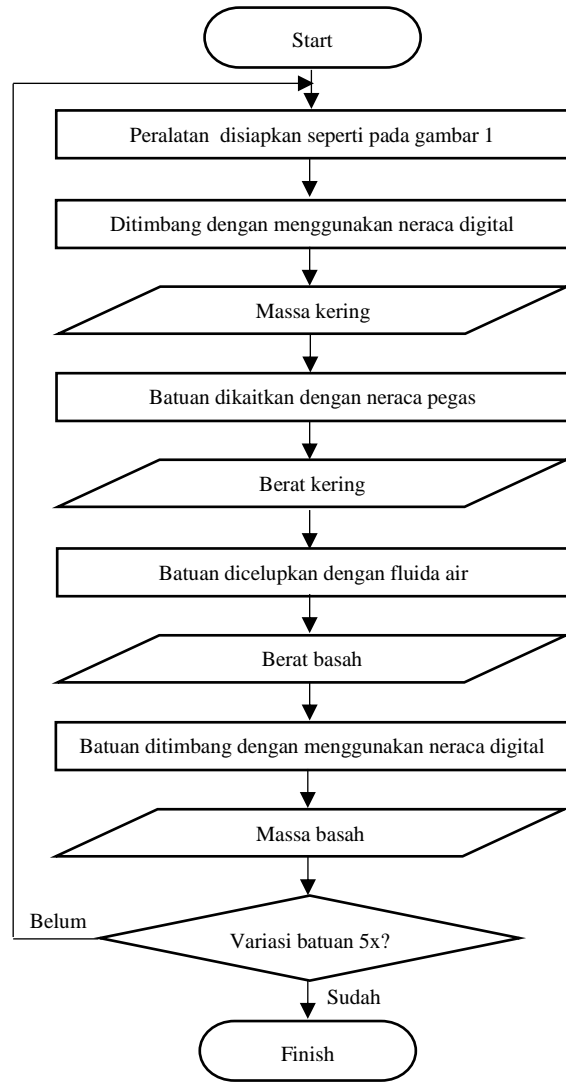 Start
Peralatan disiapkan seperti pada gambar 1
Ditimbang dengan menggunakan neraca digital
Massa kering
Batuan dikaitkan dengan neraca pegas
Berat kering
Batuan dicelupkan dengan fluida air
Berat basah
Batuan ditimbang dengan menggunakan neraca digital
Massa basah
Belum
Variasi batuan 5x?
Sudah
Finish